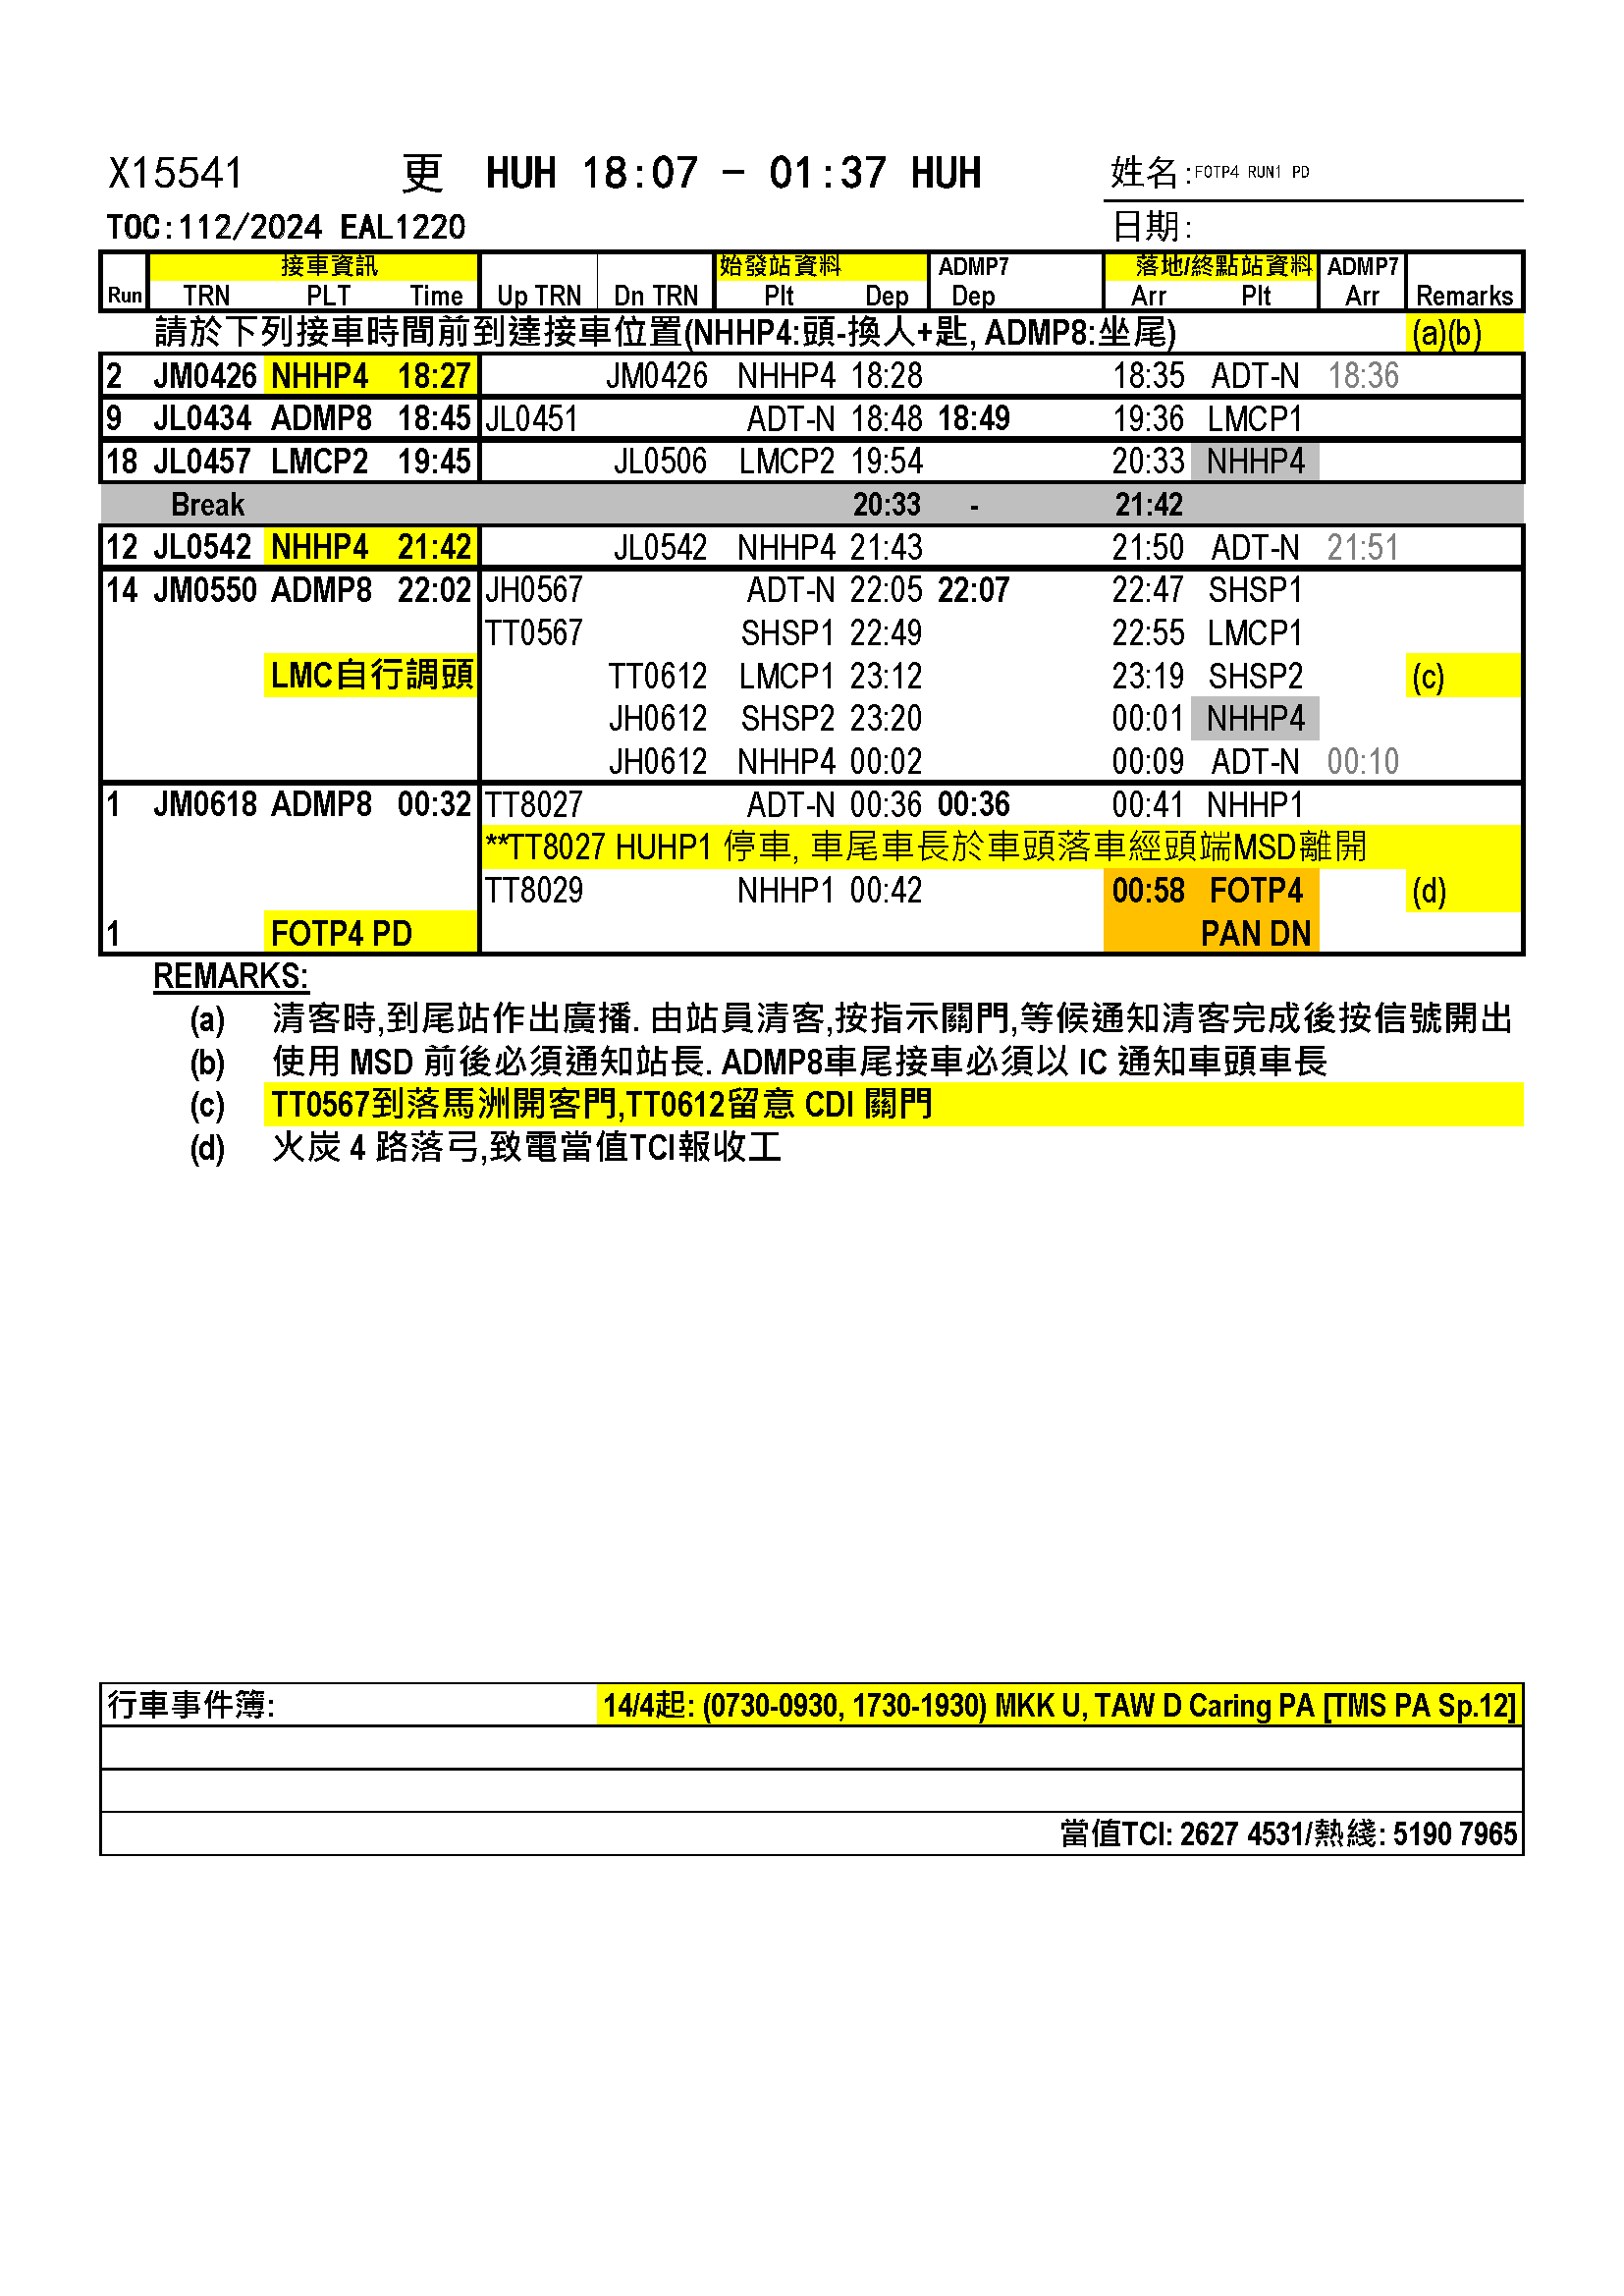 X15541 更 HUH 18:07 - 01:37 HUH 姓名:FOTP4 RUN1 PD
TOC:112/2024 EAL1220 日期:
接車資訊 始發站資料 ADMP7 落地/終點站資料 ADMP7
Run TRN PLT Time Up TRN Dn TRN Plt Dep Dep Arr Plt Arr Remarks
請於下列接車時間前到達接車位置(NHHP4:頭-換人+匙, ADMP8:坐尾) (a)(b)
2 JM0426 NHHP4 18:27 JM0426 NHHP4 18:28 18:35 ADT-N 18:36
9 JL0434 ADMP8 18:45 JL0451 ADT-N 18:48 18:49 19:36 LMCP1
18 JL0457 LMCP2 19:45 JL0506 LMCP2 19:54 20:33 NHHP4
Break 20:33 - 21:42
12 JL0542 NHHP4 21:42 JL0542 NHHP4 21:43 21:50 ADT-N 21:51
14 JM0550 ADMP8 22:02 JH0567 ADT-N 22:05 22:07 22:47 SHSP1
TT0567 SHSP1 22:49 22:55 LMCP1
LMC自行調頭 TT0612 LMCP1 23:12 23:19 SHSP2 (c)
JH0612 SHSP2 23:20 00:01 NHHP4
JH0612 NHHP4 00:02 00:09 ADT-N 00:10
1 JM0618 ADMP8 00:32 TT8027 ADT-N 00:36 00:36 00:41 NHHP1
**TT8027 HUHP1 停車, 車尾車長於車頭落車經頭端MSD離開
TT8029 NHHP1 00:42 00:58 FOTP4 (d)
1 FOTP4 PD PAN DN
REMARKS:
(a) 清客時,到尾站作出廣播. 由站員清客,按指示關門,等候通知清客完成後按信號開出
(b) 使用 MSD 前後必須通知站長. ADMP8車尾接車必須以 IC 通知車頭車長
(c) TT0567到落馬洲開客門,TT0612留意 CDI 關門
(d) 火炭 4 路落弓,致電當值TCI報收工
行車事件簿: 14/4起: (0730-0930, 1730-1930) MKK U, TAW D Caring PA [TMS PA Sp.12]
當值TCI: 2627 4531/熱綫: 5190 7965